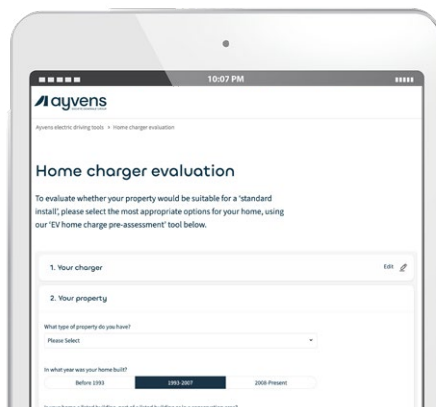 10:07 PM
ayvens
Ayvens electric driving tools > Home charger evaluation
Home charger evaluation
To evaluate whether your property would be suitable for a 'standard
install', please select the most appropriate options for your home, using
our 'EV home charge pre-assessment' tool below.
1. Your charger
Edit
2. Your property
What type of property do you have?
Please Select
In what year was your home built?
Before 1993
1993-2007
2008-Present